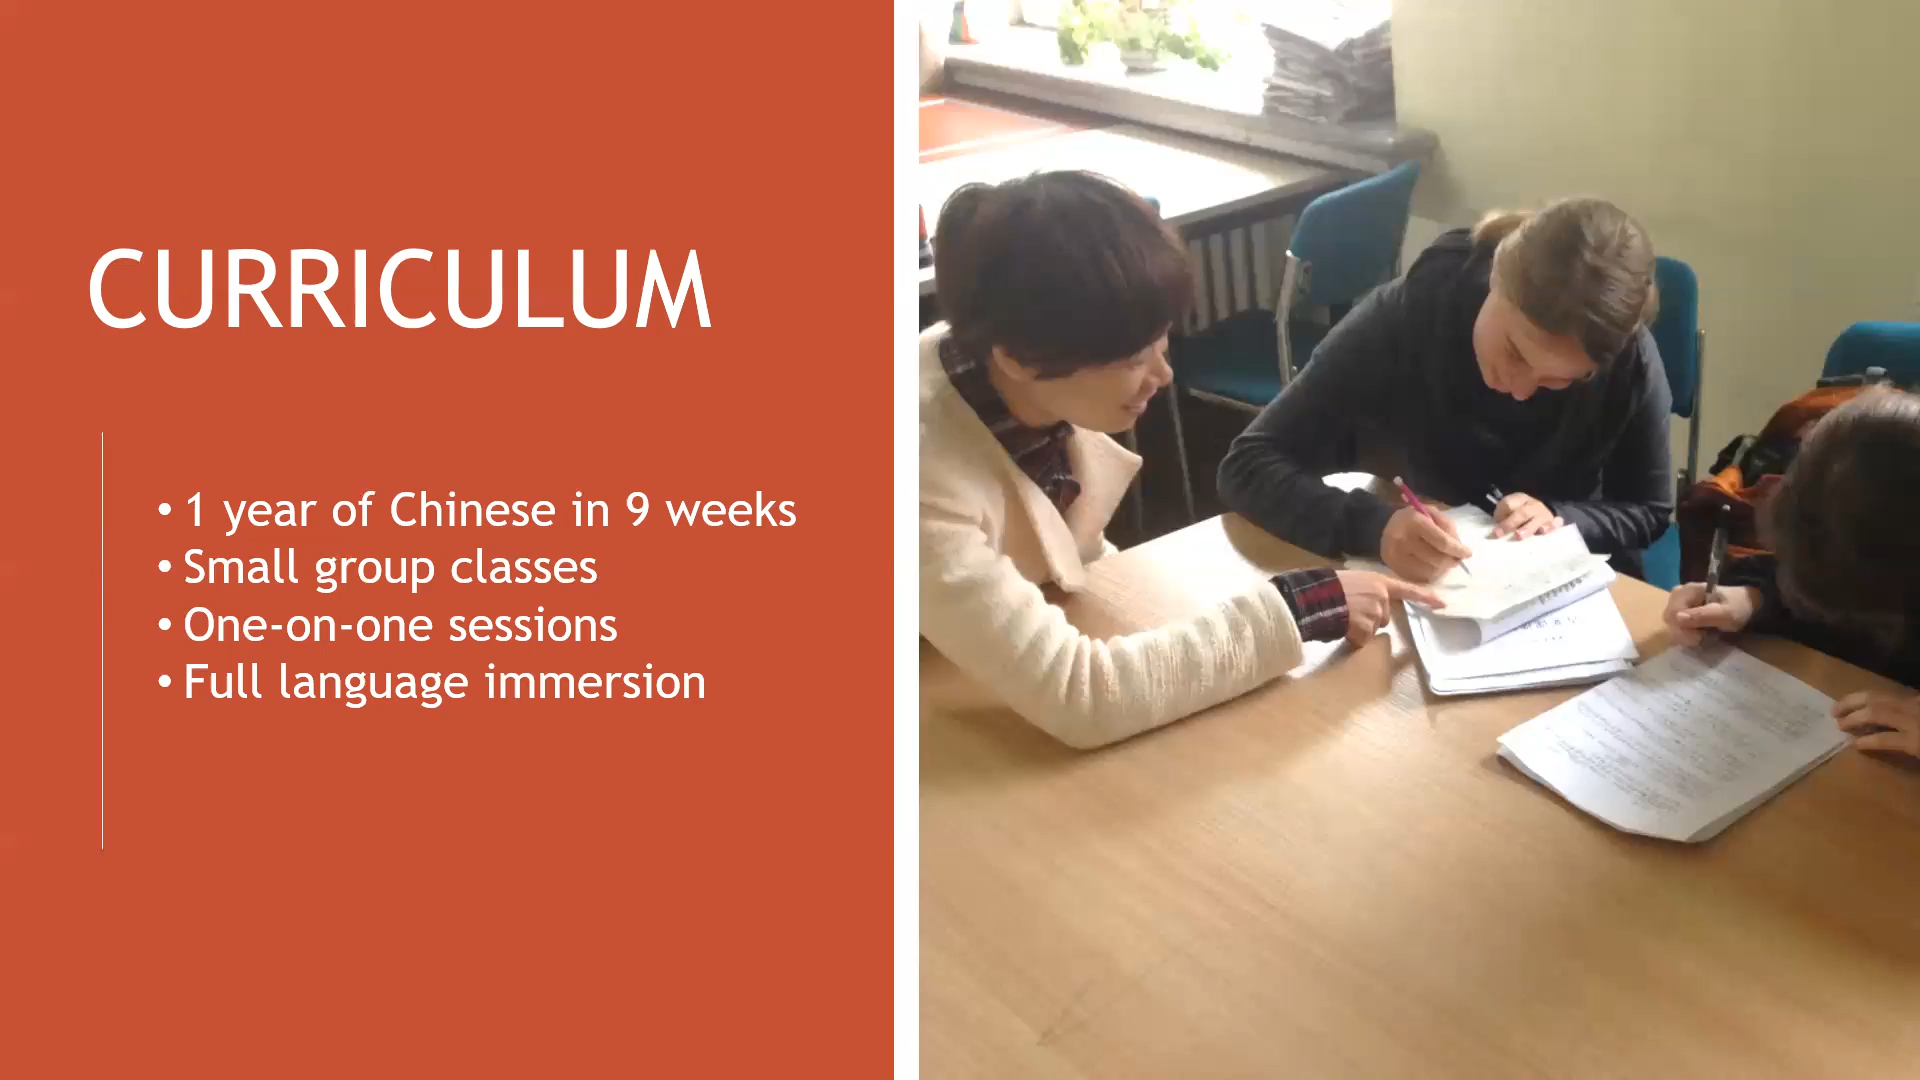 CURRICULUM
• 1 year of Chinese in 9 weeks
• Small group classes
• One-on-one sessions
• Full language immersion